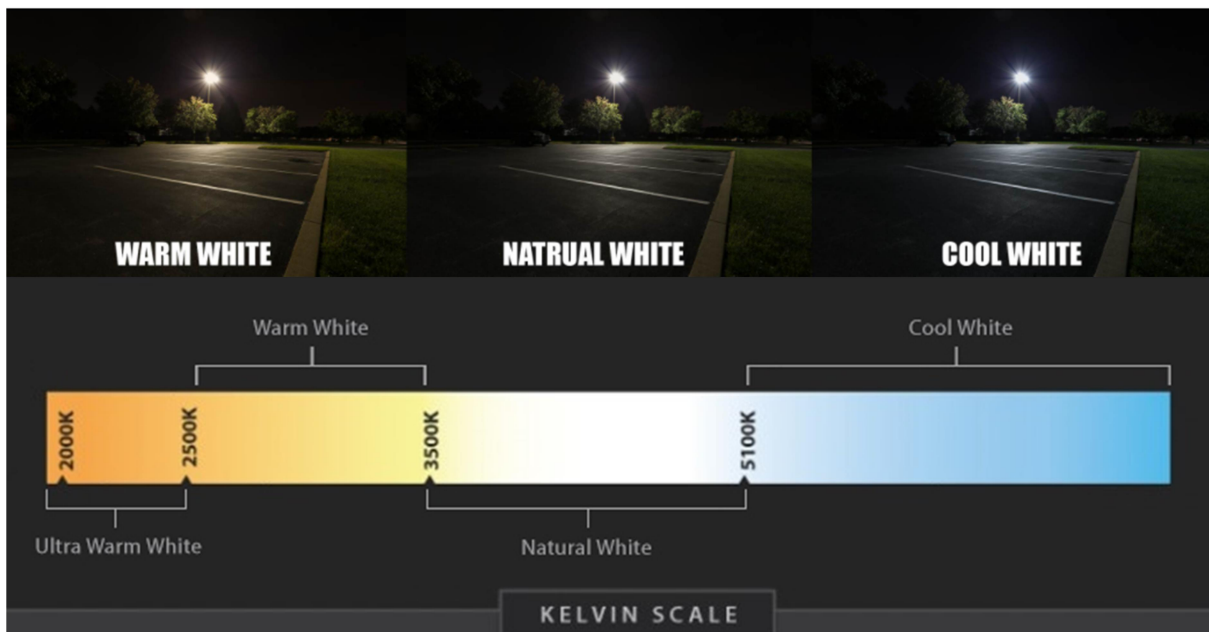 WARM WHITE
NATRUAL WHITE
COOL WHITE
Warm White
Cool White
2000K
2500K
3500K
5100K
Ultra Warm White
Natural White
KELVIN SCALE